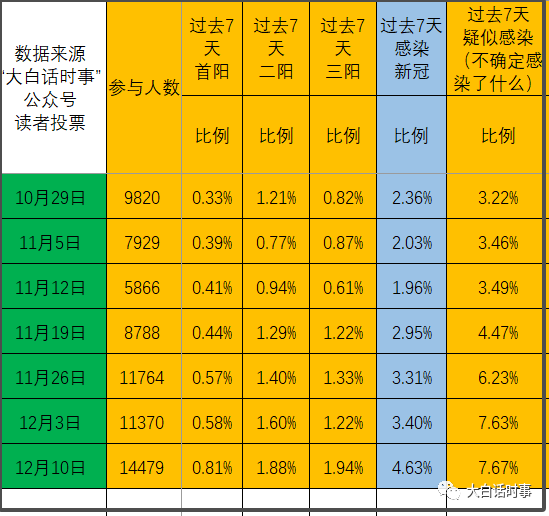 数据来源 “大白话时事” 公众号 读者投票 参与人数 过去7天首阳 过去7天二阳 过去7天三阳 过去7天感染新冠 过去7天疑似感染（不确定感染了什么）
比例 比例 比例 比例 比例
10月29日 9820 0.33% 1.21% 0.82% 2.36% 3.22%
11月5日 7929 0.39% 0.77% 0.87% 2.03% 3.46%
11月12日 5866 0.41% 0.94% 0.61% 1.96% 3.49%
11月19日 8788 0.44% 1.29% 1.22% 2.95% 4.47%
11月26日 11764 0.57% 1.40% 1.33% 3.31% 6.23%
12月3日 11370 0.58% 1.60% 1.22% 3.40% 7.63%
12月10日 14479 0.81% 1.88% 1.94% 4.63% 7.67%
大白话时事